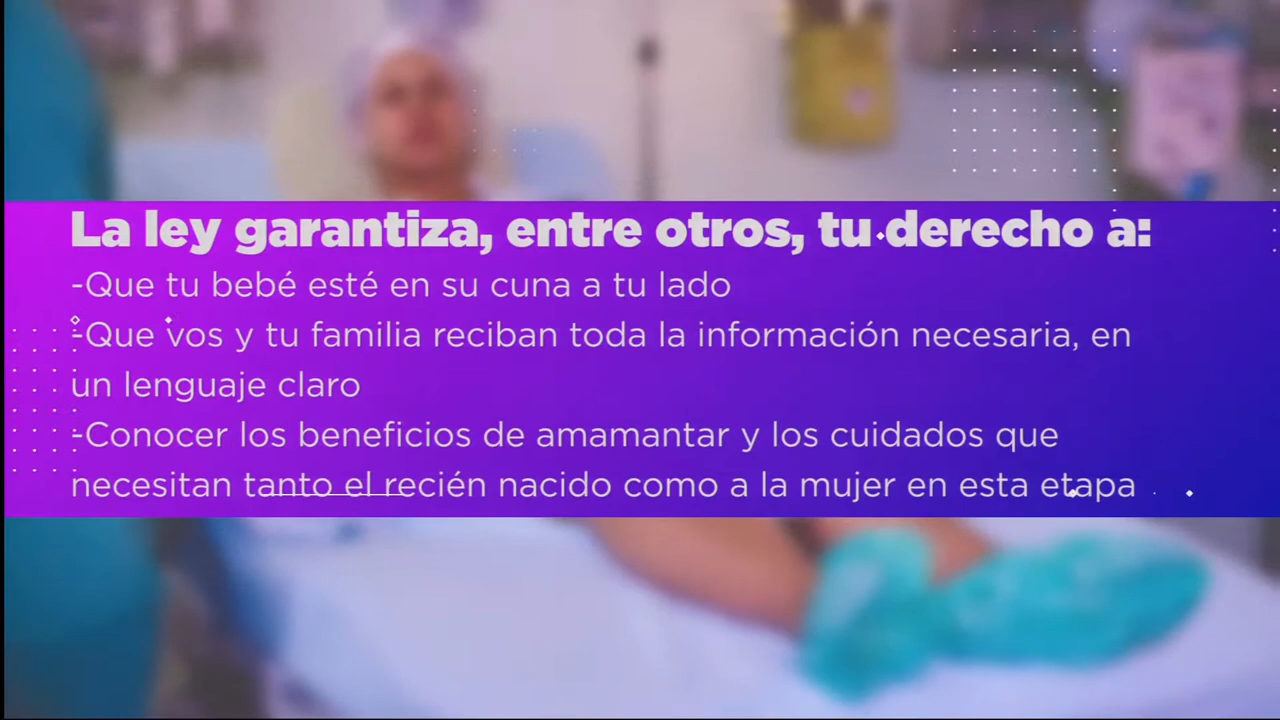 La ley garantiza, entre otros, tu derecho a:
-Que tu bebé esté en su cuna a tu lado
-Que vos y tu familia reciban toda la información necesaria, en
un lenguaje claro
-Conocer los beneficios de amamantar y los cuidados que
necesitan tanto el recién nacido como a la mujer en esta etapa